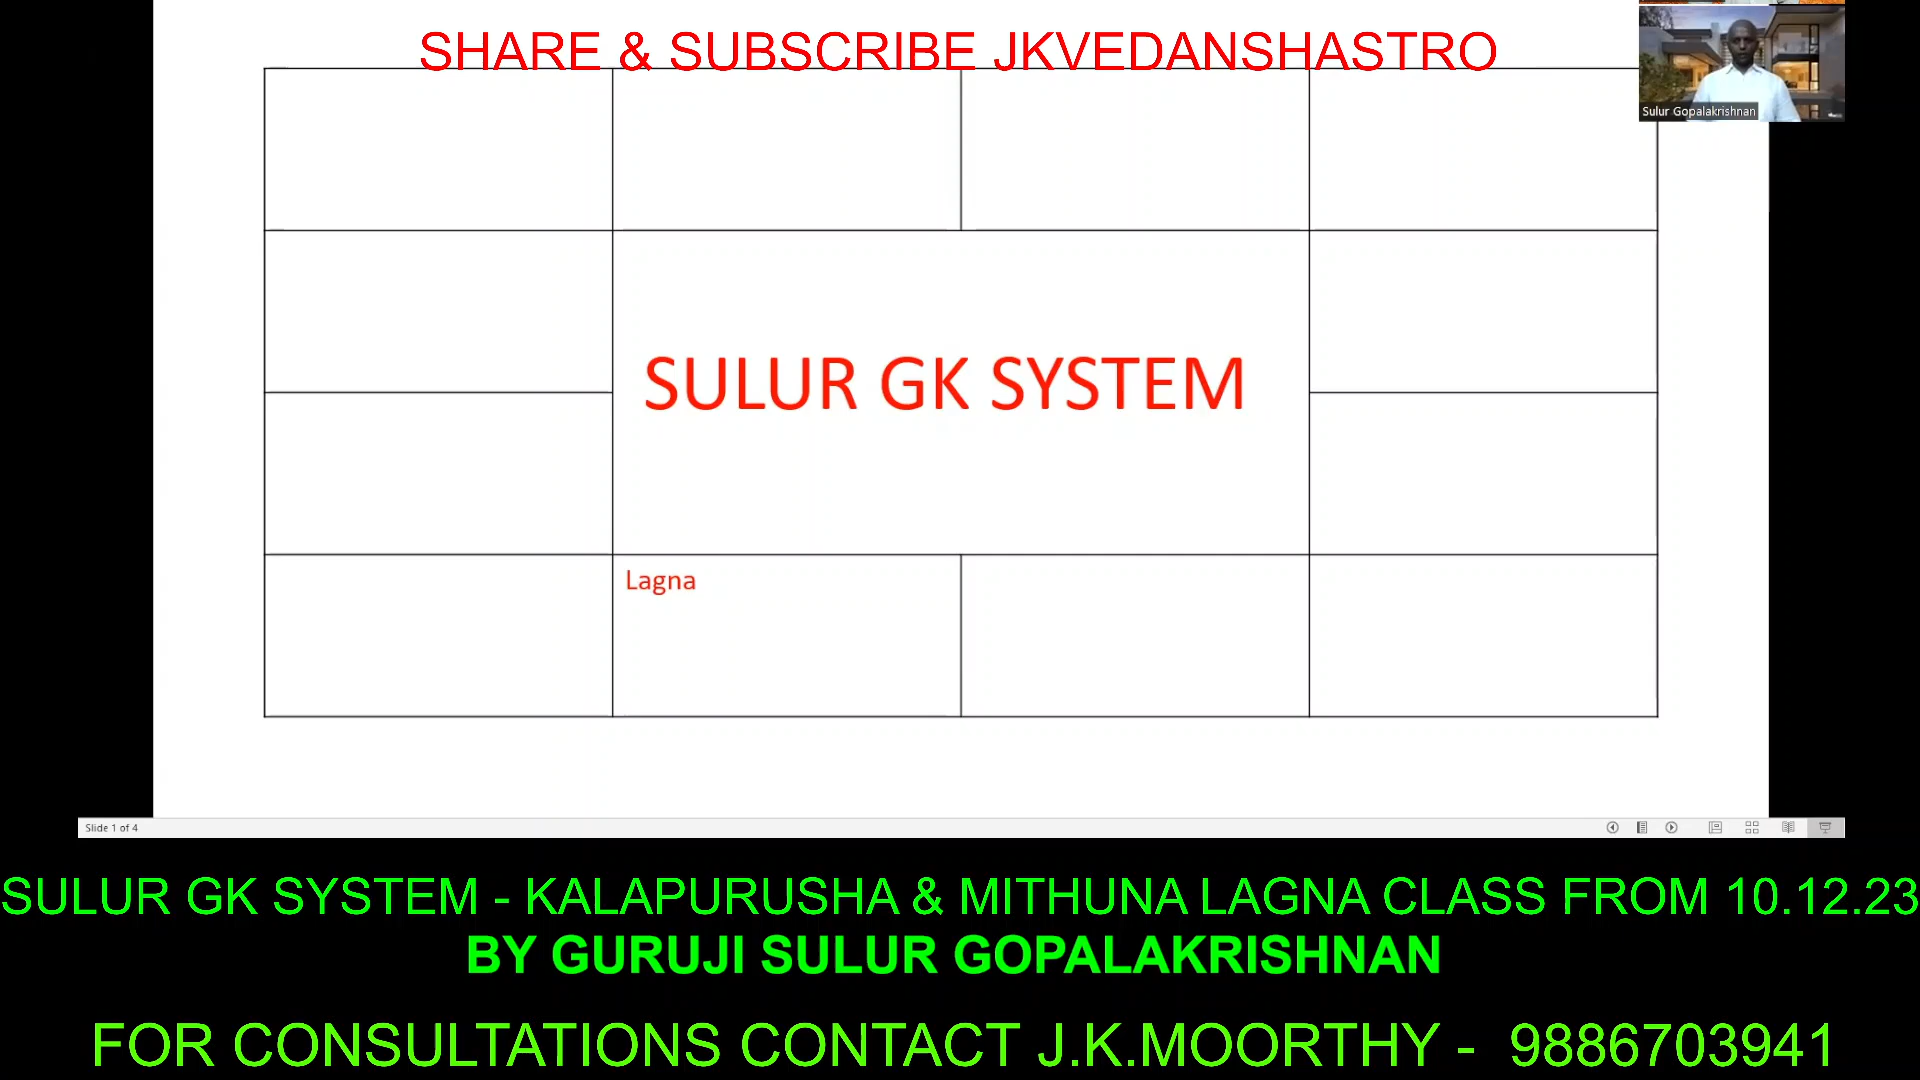 SHARE & SUBSCRIBE JKVEDANSHASTRO
Sulur Gopalakrishnan
SULUR GK SYSTEM
Lagna
Slide 1 of 4
SULUR GK SYSTEM - KALAPURUSHA & MITHUNA LAGNA CLASS FROM 10.12.23
BY GURUJI SULUR GOPALAKRISHNAN
FOR CONSULTATIONS CONTACT J.K.MOORTHY - 9886703941